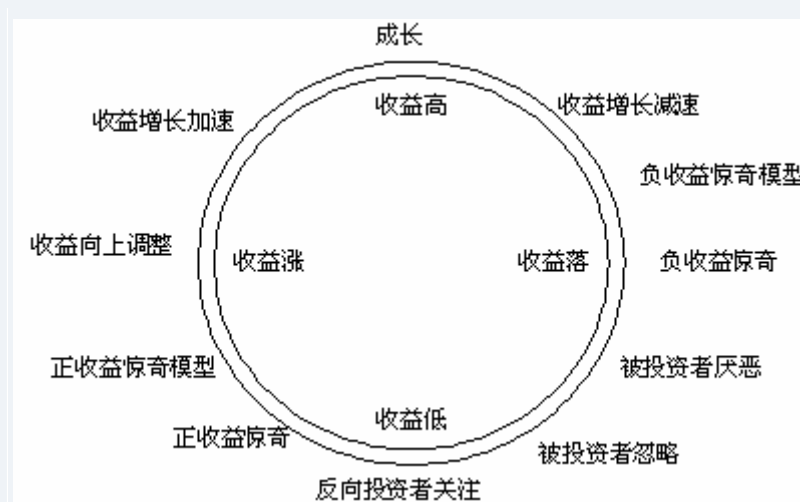 成长
收益高
收益增长加速
收益增长减速
负收益惊奇模型
收益向上调整
收益涨
收益落
负收益惊奇
正收益惊奇模型
被投资者厌恶
收益低
正收益惊奇
被投资者忽略
反向投资者关注